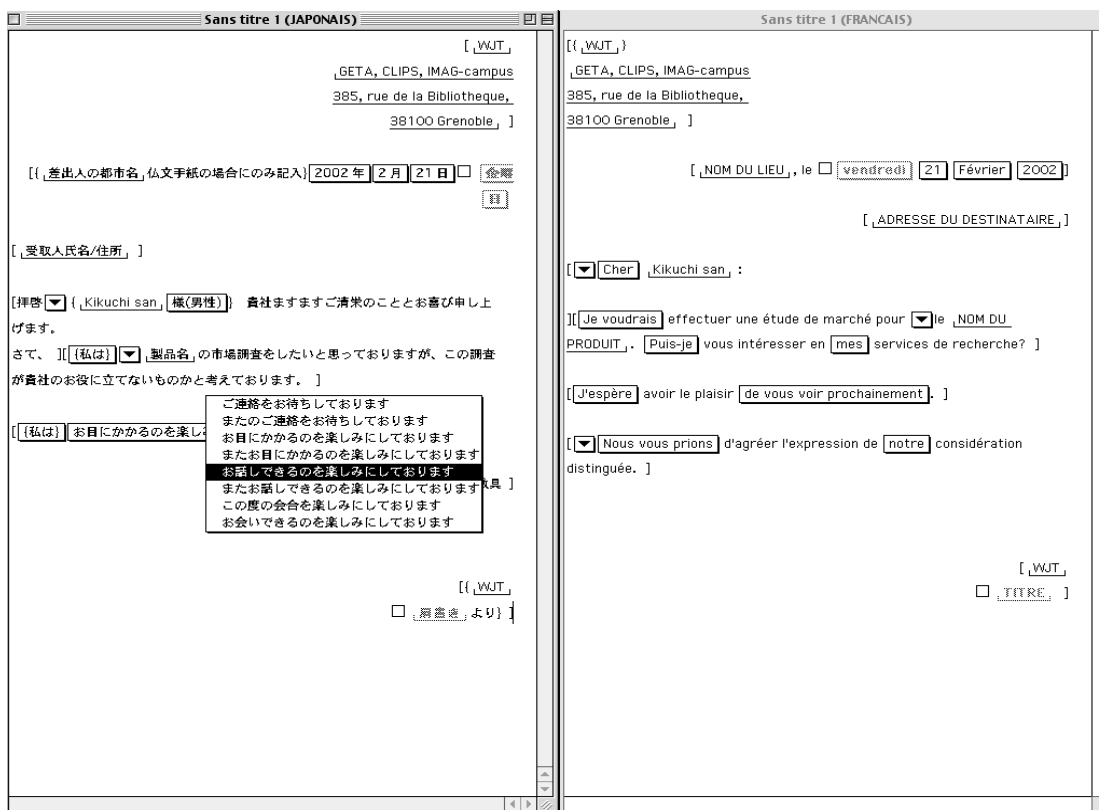 Sans titre 1 (JAPONAIS)
[ WJT
GETA, CLIPS, IMAG-campus
385, rue de la Bibliotheque,
38100 Grenoble ]
[{ 差出人の都市名 仏文手紙の場合にのみ記入} 2002 年 2 月 21 日 □ 金曜
日
[ 受取人氏名/住所 ]
[拝啓 ▼ { Kikuchi san 様(男性) } 貴社ますますご清栄のこととお喜び申し上
げます。
さて、 ][ {私は} ▼ 製品名 の市場調査をしたいと思っておりますが、この調査
が貴社のお役に立てないものかと考えております。 ]
[ {私は} お目にかかるのを楽し
ご連絡をお待ちしております
またのご連絡をお待ちしております
お目にかかるのを楽しみにしております
またお目にかかるのを楽しみにしております
お話しできるのを楽しみにしております
またお話しできるのを楽しみにしております
この度の会合を楽しみにしております
お会いできるのを楽しみにしております
具 ]
[{ WJT
□ 肩書き より} ]
Sans titre 1 (FRANCAIS)
[{ WJT }
GETA, CLIPS, IMAG-campus
385, rue de la Bibliotheque,
38100 Grenoble ]
[ NOM DU LIEU , le □ vendredi 21 Février 2002 ]
[ ADRESSE DU DESTINATAIRE ]
[ ▼ Cher Kikuchi san :
][ Je voudrais effectuer une étude de marché pour ▼ le NOM DU
PRODUIT . Puis-je vous intéresser en mes services de recherche? ]
[ J'espère avoir le plaisir de vous voir prochainement . ]
[ ▼ Nous vous prions d'agréer l'expression de notre considération
distinguée. ]
[ WJT
□ TITRE ]